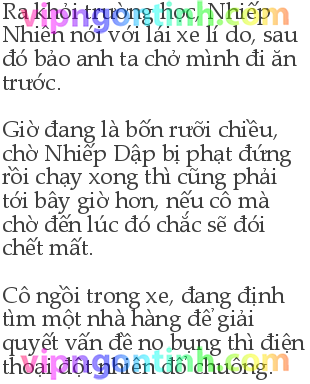 Ra khỏi trường học, Nhiếp
Nhiên nói với lái xe lí do, sau
đó bảo anh ta chở mình đi ăn
trước.
Giờ đang là bốn rưỡi chiều,
chờ Nhiếp Dập bị phạt đứng
rồi chạy xong thì cũng phải
tới bây giờ hơn, nếu cô mà
chờ đến lúc đó chắc sẽ đói
chết mất.
Cô ngồi trong xe, đang định
tìm một nhà hàng để giải
quyết vấn đề no bụng thì điện
thoại đột nhiên đổ chuông.
vipngontinh.com
vipngontinh.com